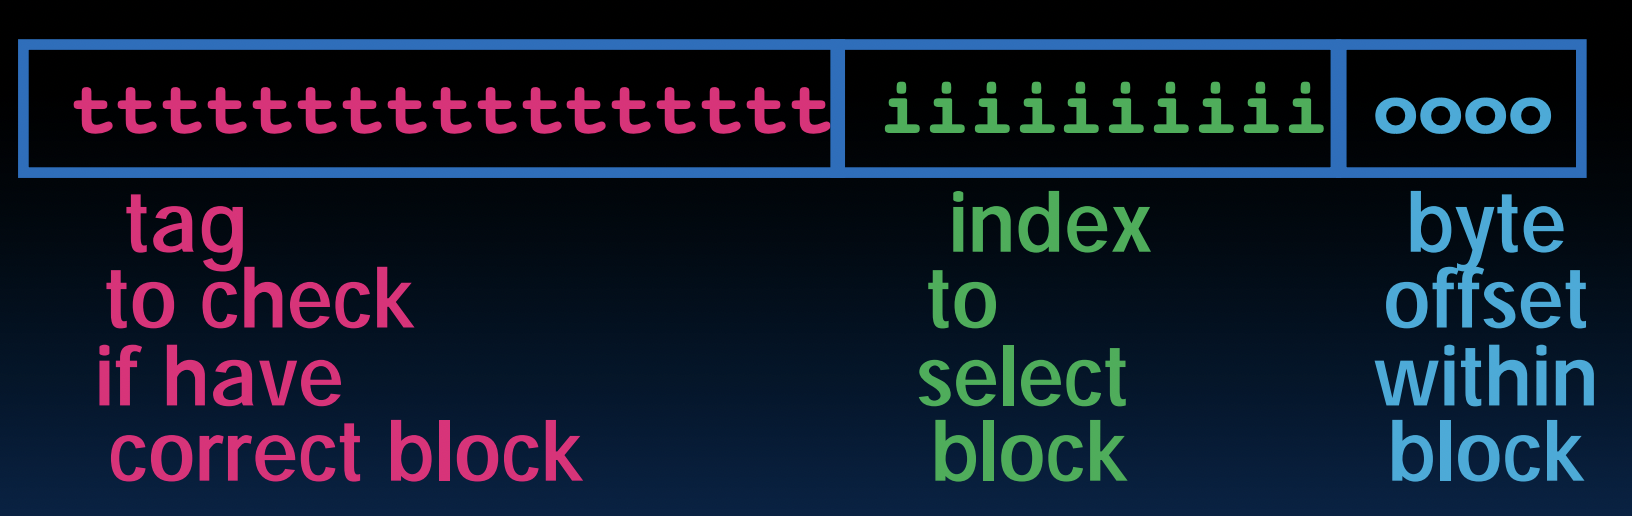 ttttttttttttttttt iiiiiiiiii oooo
tag
to check
if have
correct block
index
to
select
block
byte
offset
within
block